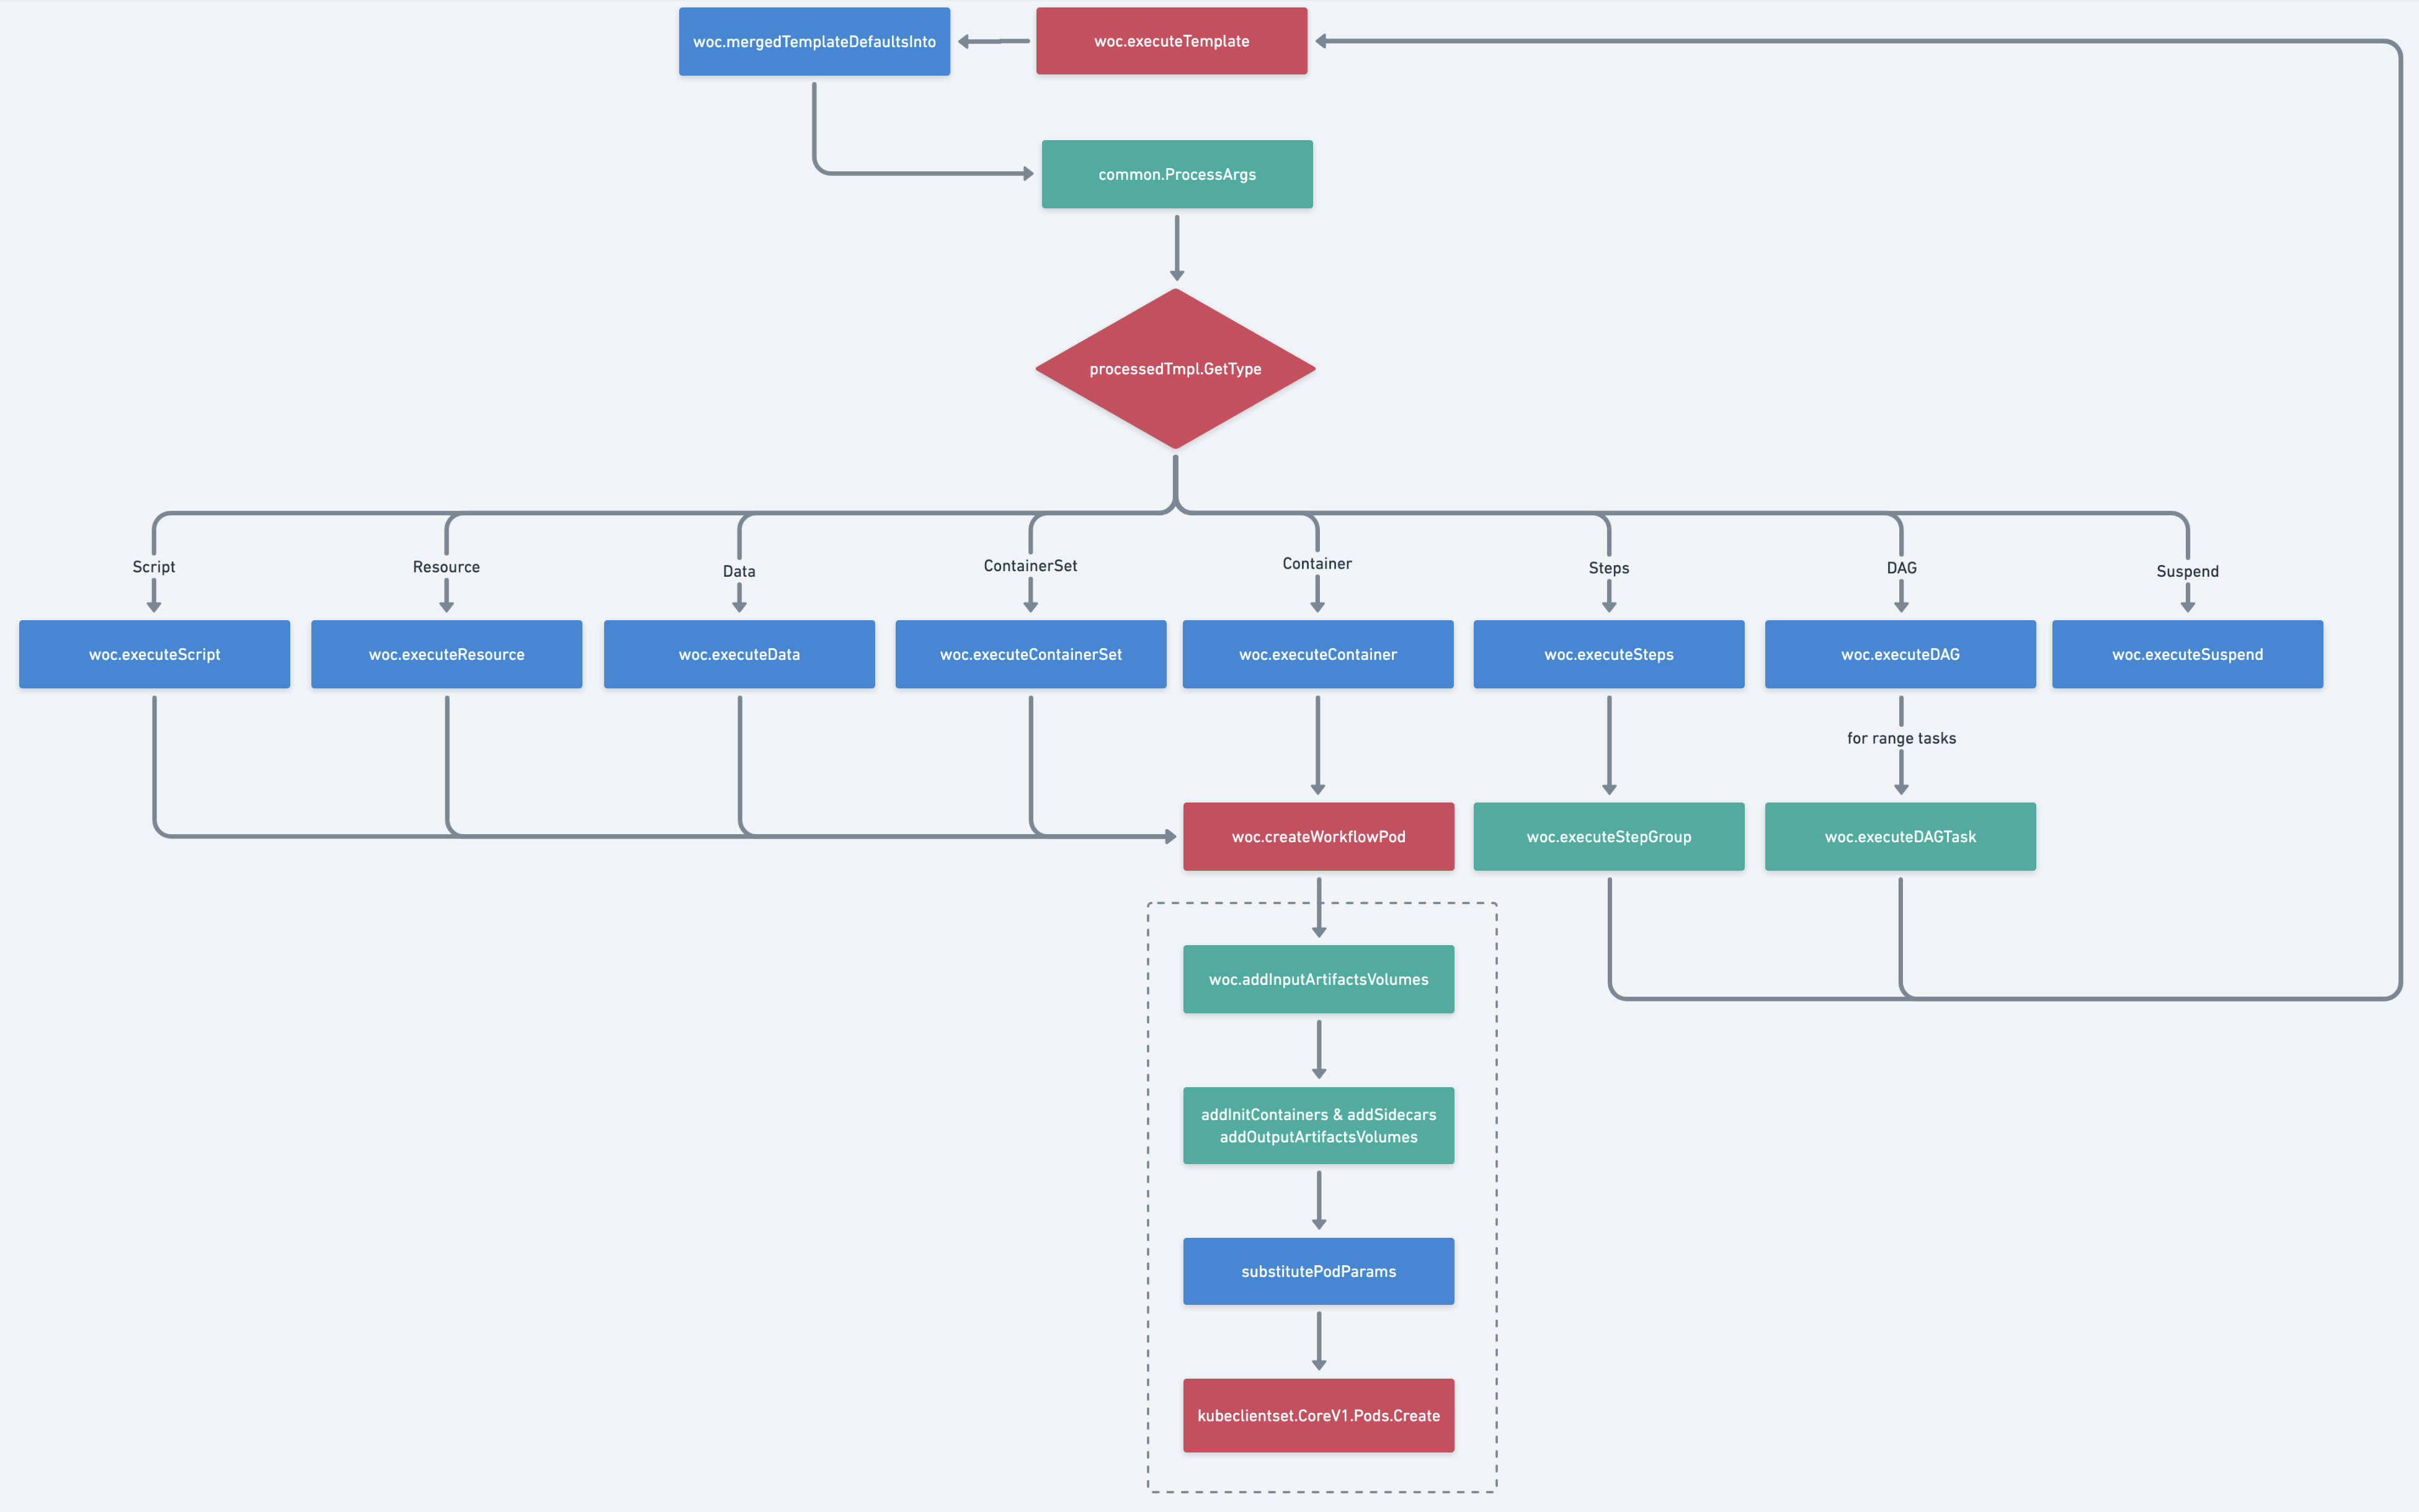 woc.mergedTemplateDefaultsInto
woc.executeTemplate
common.ProcessArgs
processedTmpl.GetType
Script
Resource
Data
ContainerSet
Container
Steps
DAG
Suspend
woc.executeScript
woc.executeResource
woc.executeData
woc.executeContainerSet
woc.executeContainer
woc.executeSteps
woc.executeDAG
woc.executeSuspend
for range tasks
woc.createWorkflowPod
woc.executeStepGroup
woc.executeDAGTask
woc.addInputArtifactsVolumes
addInitContainers & addSidecars
addOutputArtifactsVolumes
substitutePodParams
kubeclientset.CoreV1.Pods.Create